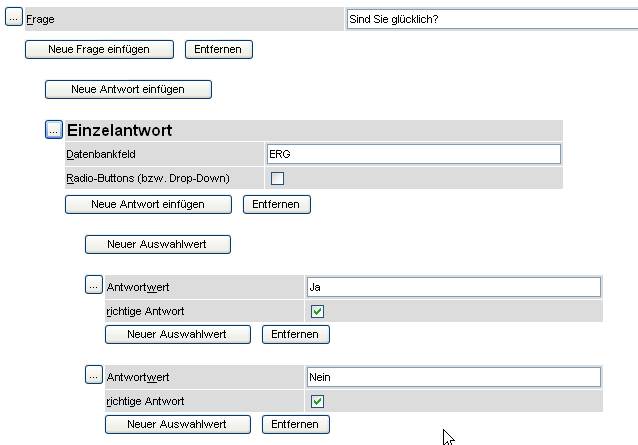 ... Frage Sind Sie glücklich?
Neue Frage einfügen Entfernen
Neue Antwort einfügen
... Einzelantwort
Datenbankfeld ERG
Radio-Buttons (bzw. Drop-Down)
Neue Antwort einfügen Entfernen
Neuer Auswahlwert
... Antwortwert Ja
richtige Antwort
Neuer Auswahlwert Entfernen
... Antwortwert Nein
richtige Antwort
Neuer Auswahlwert Entfernen